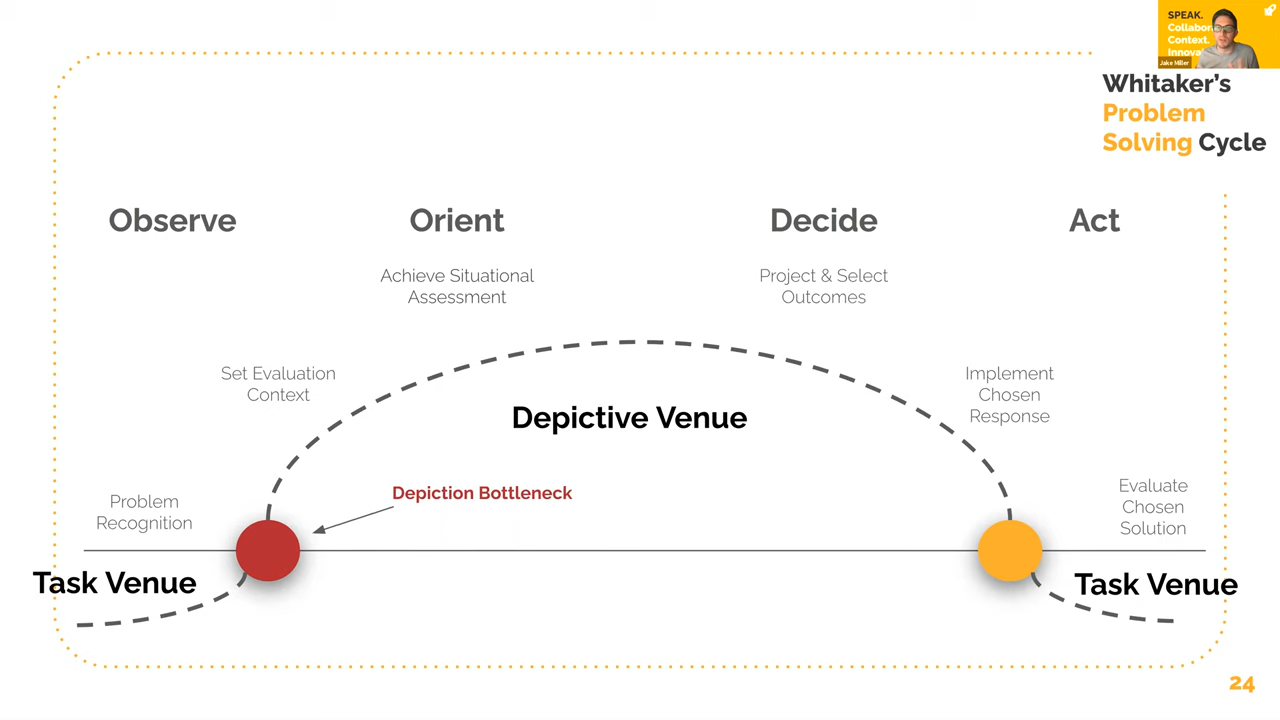 SPEAK.
Collabor
Context.
Innova
Jake Miller
Whitaker's
Problem
Solving Cycle
Observe
Orient
Decide
Act
Achieve Situational
Assessment
Project & Select
Outcomes
Set Evaluation
Context
Implement
Chosen
Response
Depictive Venue
Depiction Bottleneck
Problem
Recognition
Evaluate
Chosen
Solution
Task Venue
Task Venue
24